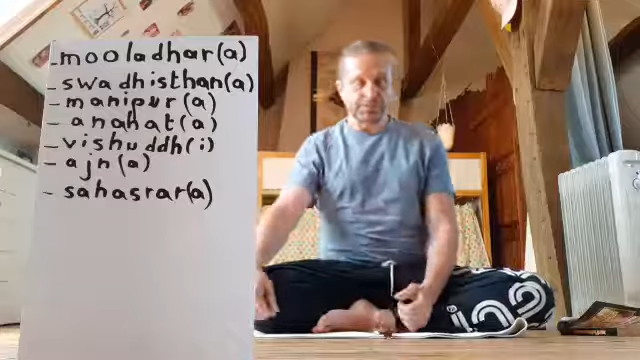 - mooladhar(a)
- swadhisthan(a)
- manipur(a)
- anahat(a)
- vishuddh(i)
- ajn(a)
- sahasrar(a)